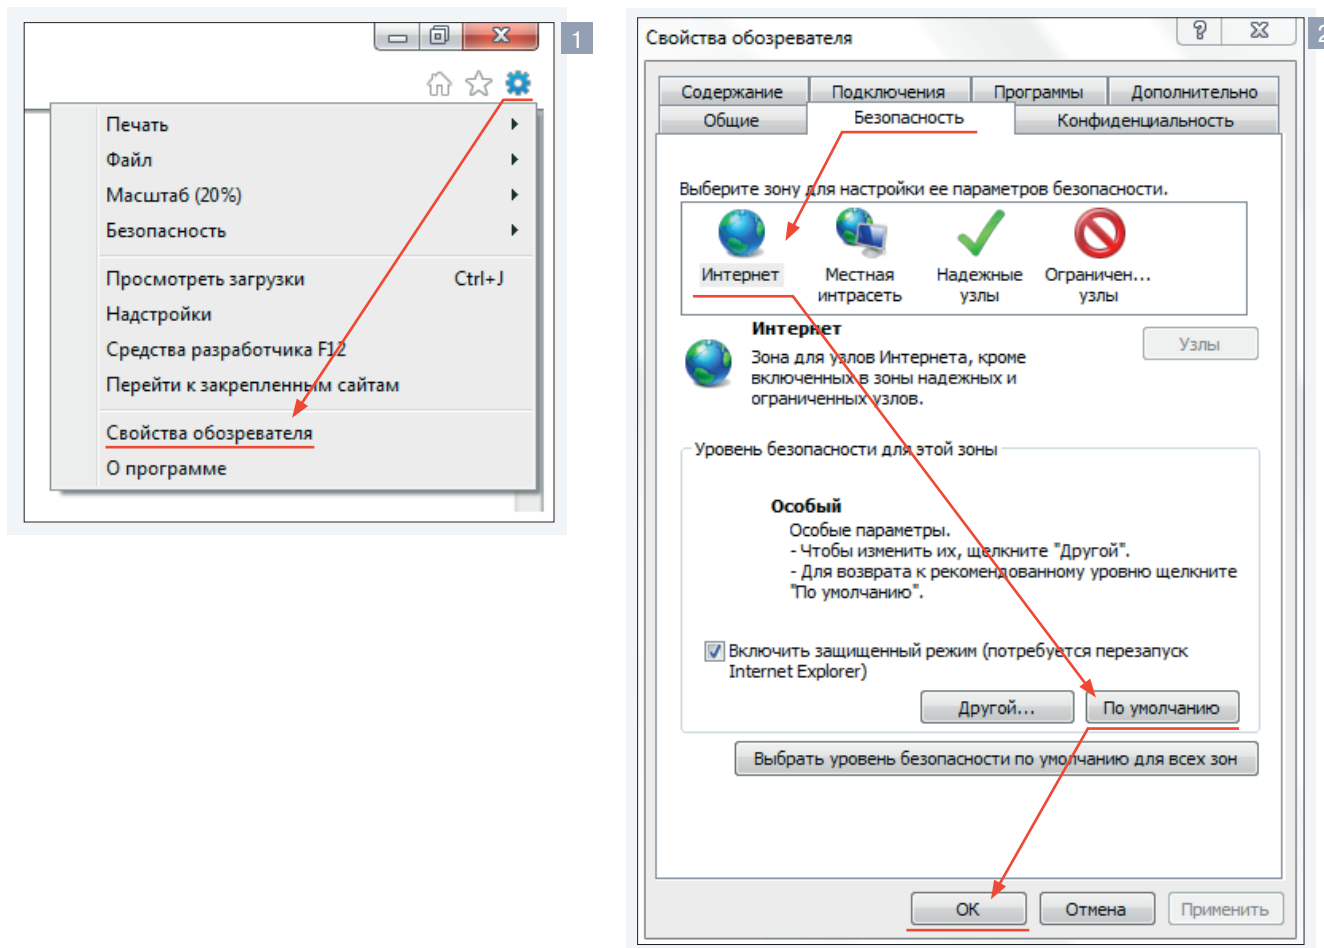 1
Печать
Файл
Масштаб (20%)
Безопасность
Просмотреть загрузки Ctrl+J
Надстройки
Средства разработчика F12
Перейти к закрепленным сайтам
Свойства обозревателя
О программе
2
Свойства обозревателя
Содержание Подключения Программы Дополнительно
Общие Безопасность Конфиденциальность
Выберите зону для настройки ее параметров безопасности.
Интернет Местная Надежные Ограничен...
интрасеть узлы узлы
Интернет
Узлы
Зона для узлов Интернета, кроме
включенных в зоны надежных и
ограниченных узлов.
Уровень безопасности для этой зоны
Особый
Особые параметры.
- Чтобы изменить их, щелкните "Другой".
- Для возврата к рекомендованному уровню щелкните
"По умолчанию".
Включить защищенный режим (потребуется перезапуск
Internet Explorer)
Другой... По умолчанию
Выбрать уровень безопасности по умолчанию для всех зон
ОК Отмена Применить